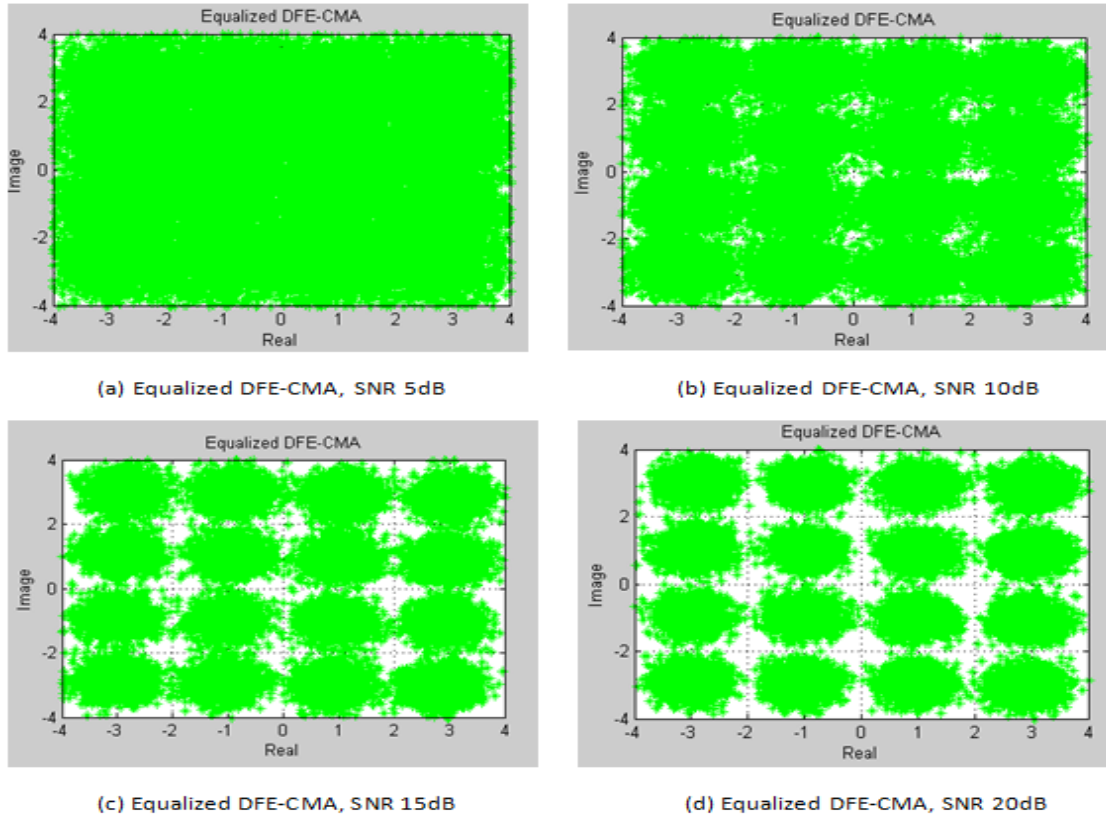 Equalized DFE-CMA
4
2
0
-2
-4
Image
-4 -3 -2 -1 0 1 2 3 4
Real
(a) Equalized DFE-CMA, SNR 5dB
Equalized DFE-CMA
4
2
0
-2
-4
Image
-4 -3 -2 -1 0 1 2 3 4
Real
(b) Equalized DFE-CMA, SNR 10dB
Equalized DFE-CMA
4
2
0
-2
-4
Image
-4 -3 -2 -1 0 1 2 3 4
Real
(c) Equalized DFE-CMA, SNR 15dB
Equalized DFE-CMA
4
2
0
-2
-4
Image
-4 -3 -2 -1 0 1 2 3 4
Real
(d) Equalized DFE-CMA, SNR 20dB